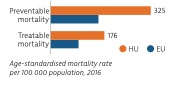 Preventable
mortality
325
Treatable
mortality
176
HU EU
Age-standardised mortality rate
per 100 000 population, 2016